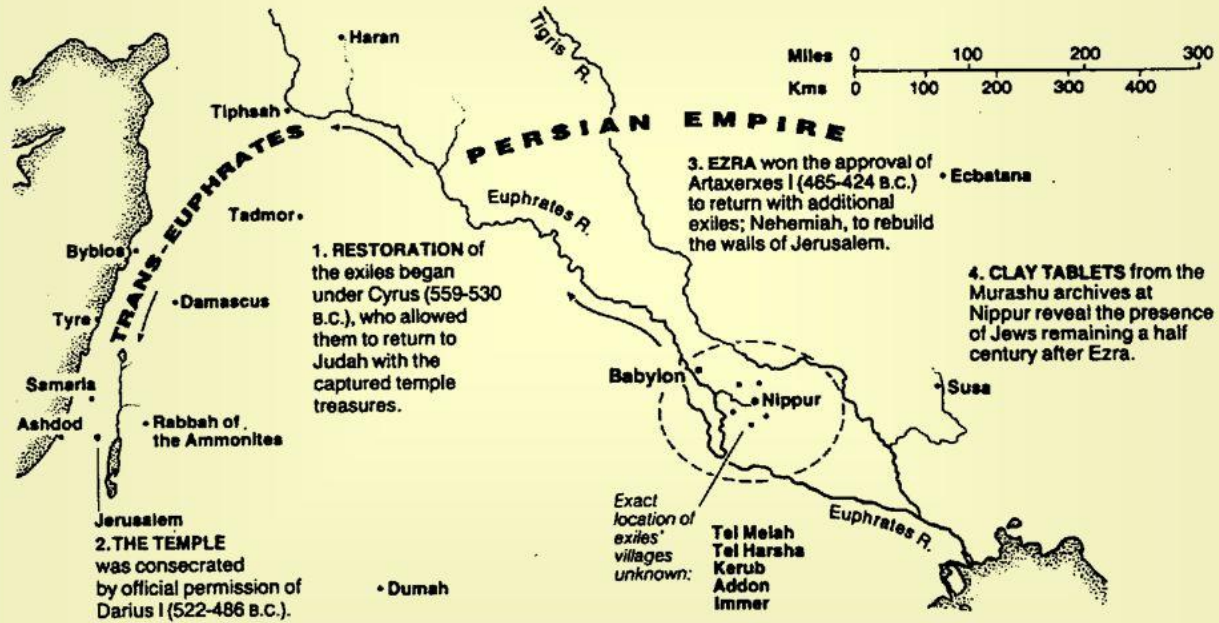 Haran
Tigris R.
Miles 0 100 200 300
Kms 0 100 200 300 400
Tiphsah
PERSIAN EMPIRE
TRANS-EUPHRATES
3. EZRA won the approval of
Artaxerxes I (465-424 B.C.)
to return with additional
exiles; Nehemiah, to rebuild
the walls of Jerusalem.
Ecbatana
Euphrates R.
Tadmor
Byblos
1. RESTORATION of
the exiles began
under Cyrus (559-530
B.C.), who allowed
them to return to
Judah with the
captured temple
treasures.
4. CLAY TABLETS from the
Murashu archives at
Nippur reveal the presence
of Jews remaining a half
century after Ezra.
Damascus
Tyre
Babylon
Nippur
Susa
Samaria
Ashdod
Rabbah of
the Ammonites
Jerusalem
2. THE TEMPLE
was consecrated
by official permission of
Darius I (522-486 B.C.).
Dumah
Exact
location of
exiles'
villages
unknown:
Tel Melah
Tel Harsha
Kerub
Addon
Immer
Euphrates R.